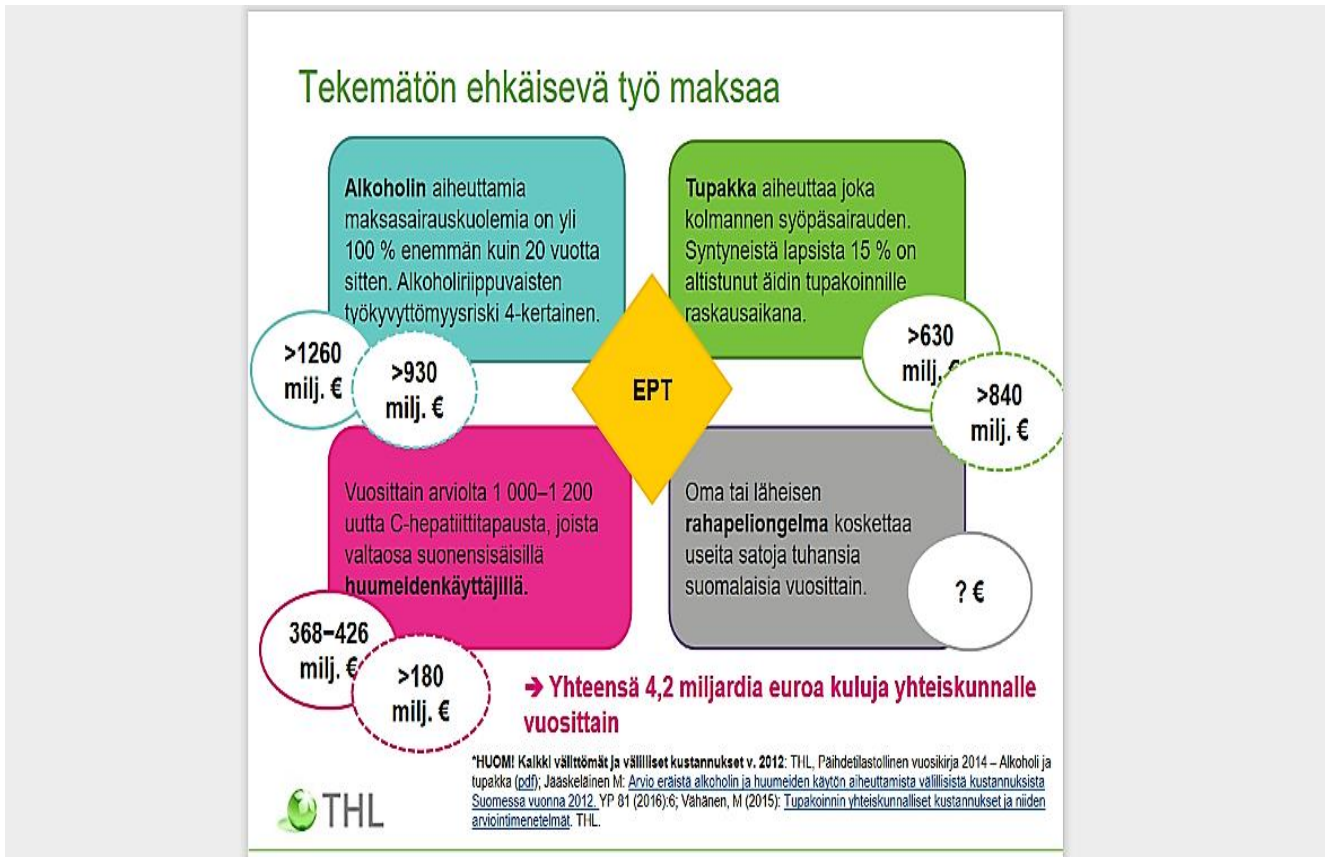 Tekemätön ehkäisevä työ maksaa
Alkoholin aiheuttamia
maksasairauskuolemia on yli
100 % enemmän kuin 20 vuotta
sitten. Alkoholiriippuvaisten
työkyvyttömyysriski 4-kertainen.
>1260
milj. €
>930
milj. €
Tupakka aiheuttaa joka
kolmannen syöpäsairauden.
Syntyneistä lapsista 15 % on
altistunut äidin tupakoinnille
raskausaikana.
>630
milj. €
>840
milj. €
EPT
Vuosittain arviolta 1 000–1 200
uutta C-hepatiittitapausta, joista
valtaosa suonensisäisillä
huumeidenkäyttäjillä.
368–426
milj. €
>180
milj. €
Oma tai läheisen
rahapeliongelma koskettaa
useita satoja tuhansia
suomalaisia vuosittain.
? €
➔ Yhteensä 4,2 miljardia euroa kuluja yhteiskunnalle
vuosittain
*HUOM! Kaikki välittömät ja välilliset kustannukset v. 2012: THL, Päihdetilastollinen vuosikirja 2014 – Alkoholi ja
tupakka (pdf); Jääskeläinen M: Arvio eräistä alkoholin ja huumeiden käytön aiheuttamista välillisistä kustannuksista
Suomessa vuonna 2012. YP 81 (2016):6; Vähänen, M (2015): Tupakoinnin yhteiskunnalliset kustannukset ja niiden
arviointimenetelmät. THL.
THL